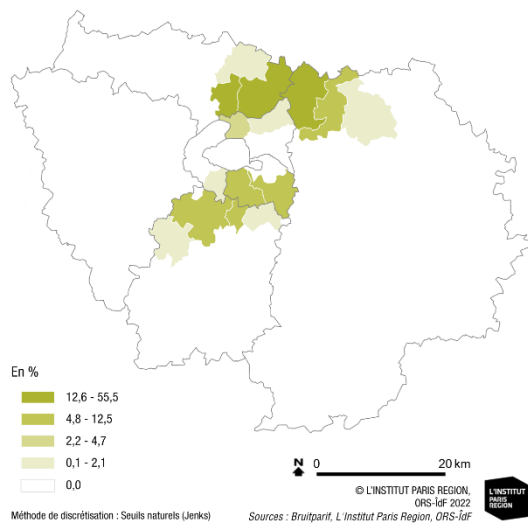 En %
12,6 - 55,5
4,8 - 12,5
2,2 - 4,7
0,1 - 2,1
0,0
N 0 20 km
© L'INSTITUT PARIS REGION,
ORS-ÎdF 2022
Méthode de discrétisation : Seuils naturels (Jenks)
Sources : Bruitparif, L'Institut Paris Region, ORS-ÎdF
L'INSTITUT
PARIS
REGION